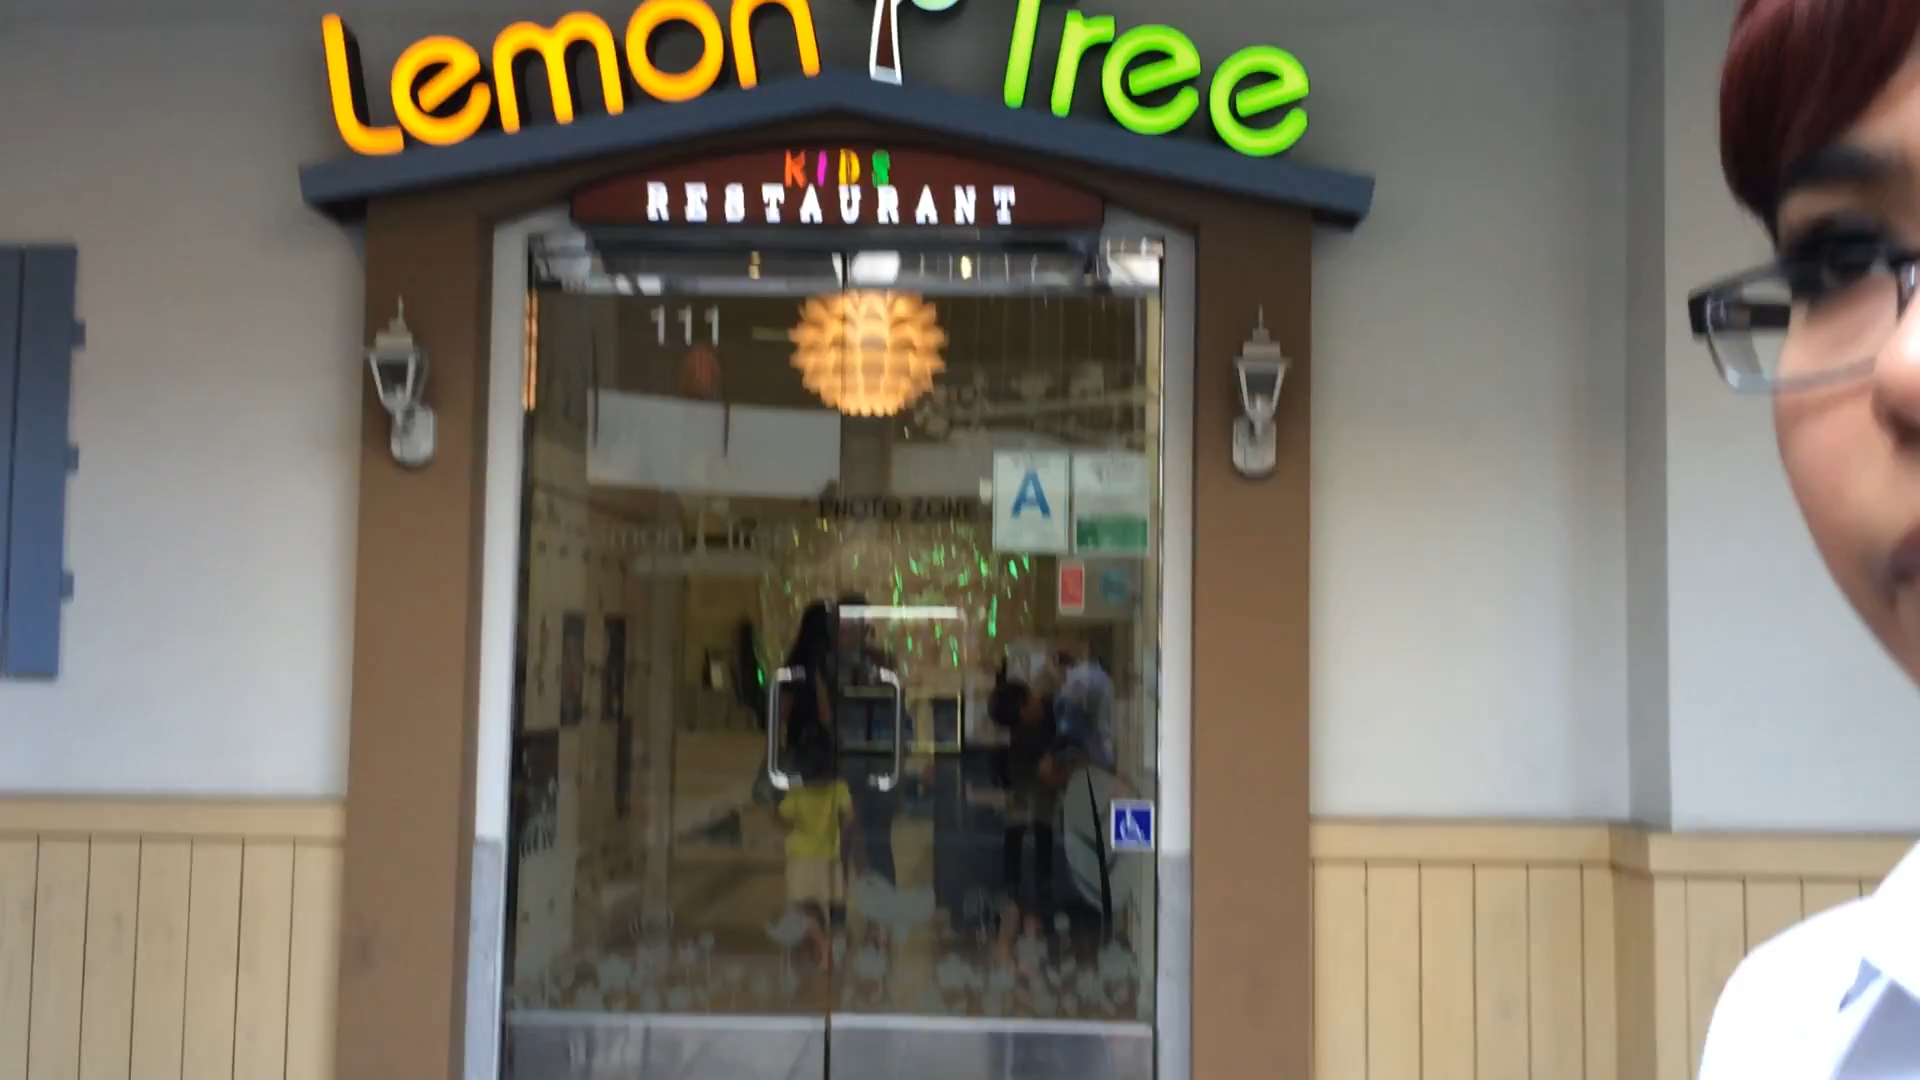 Lemon Tree
KIDS
RESTAURANT
111
PHOTO ZONE
A